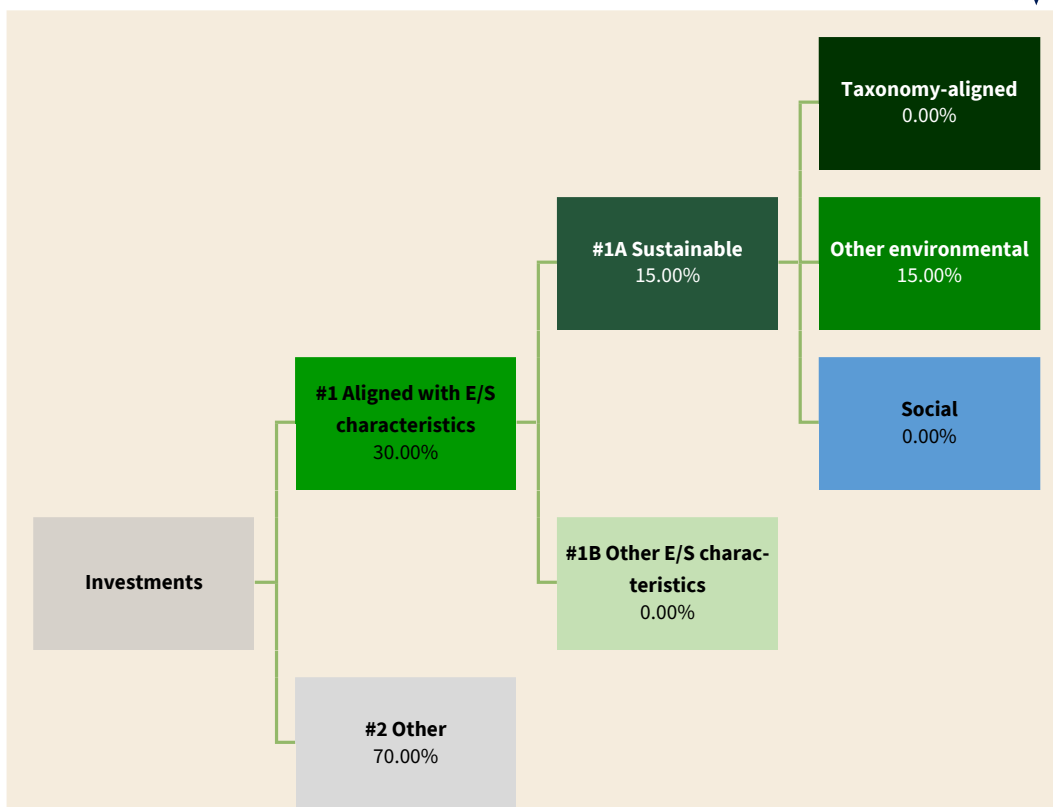 Taxonomy-aligned
0.00%
#1A Sustainable
15.00%
Other environmental
15.00%
#1 Aligned with E/S
characteristics
30.00%
Social
0.00%
Investments
#1B Other E/S charac-
teristics
0.00%
#2 Other
70.00%